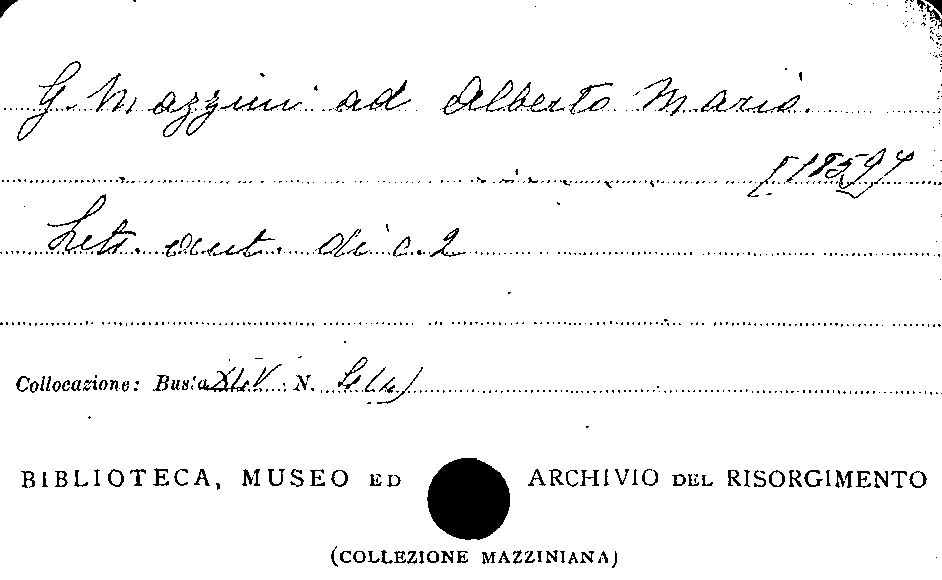 G. Mazzini ad Alberto Mario.
[1859]
Lett. aut. di c. 2
Collocazione: Busta XLV N.
BIBLIOTECA, MUSEO ED ARCHIVIO DEL RISORGIMENTO
(COLLEZIONE MAZZINIANA)